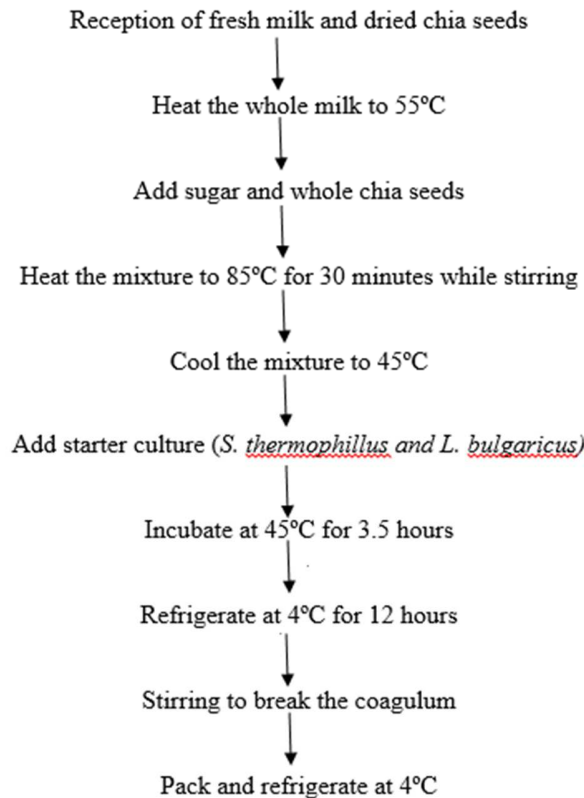 Reception of fresh milk and dried chia seeds
Heat the whole milk to 55ºC
Add sugar and whole chia seeds
Heat the mixture to 85ºC for 30 minutes while stirring
Cool the mixture to 45ºC
Add starter culture (S. thermophillus and L. bulgaricus)
Incubate at 45ºC for 3.5 hours
Refrigerate at 4ºC for 12 hours
Stirring to break the coagulum
Pack and refrigerate at 4ºC